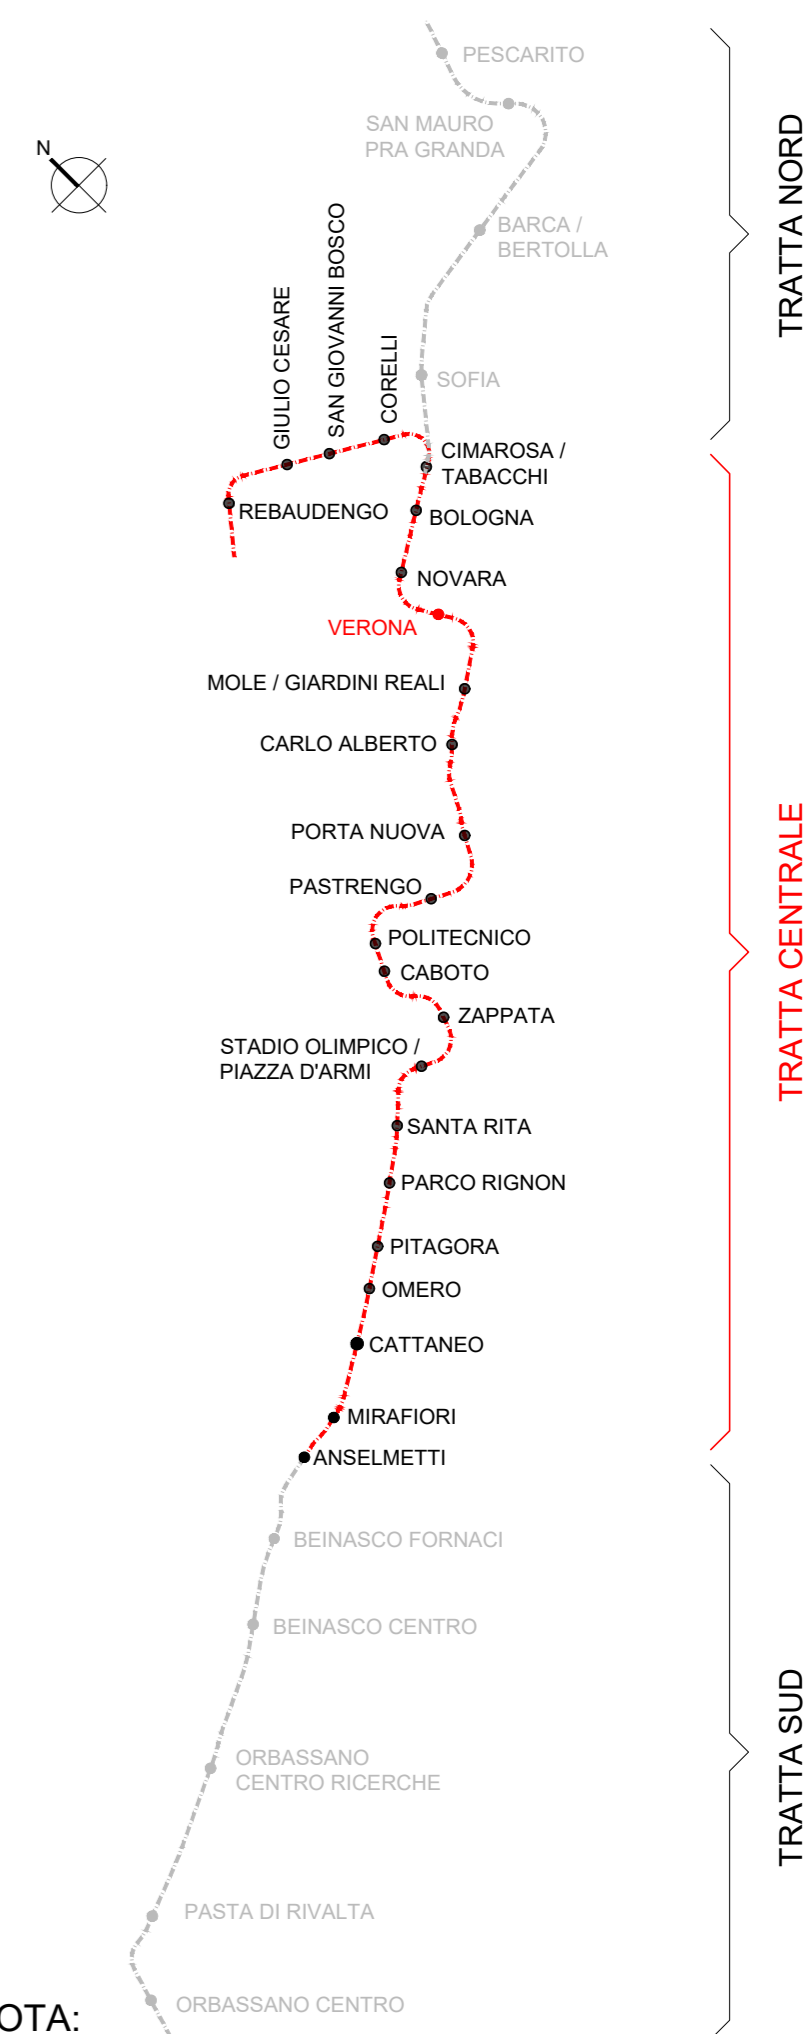 PESCARITO
SAN MAURO
PRA GRANDA
N
BARCA /
BERTOLLA
TRATTA NORD
GIULIO CESARE
SAN GIOVANNI BOSCO
CORELLI
SOFIA
CIMAROSA /
TABACCHI
REBAUDENGO
BOLOGNA
NOVARA
VERONA
MOLE / GIARDINI REALI
CARLO ALBERTO
PORTA NUOVA
PASTRENGO
POLITECNICO
CABOTO
ZAPPATA
TRATTA CENTRALE
STADIO OLIMPICO /
PIAZZA D'ARMI
SANTA RITA
PARCO RIGNON
PITAGORA
OMERO
CATTANEO
MIRAFIORI
ANSELMETTI
BEINASCO FORNACI
BEINASCO CENTRO
TRATTA SUD
ORBASSANO
CENTRO RICERCHE
PASTA DI RIVALTA
ORBASSANO CENTRO
OTA: